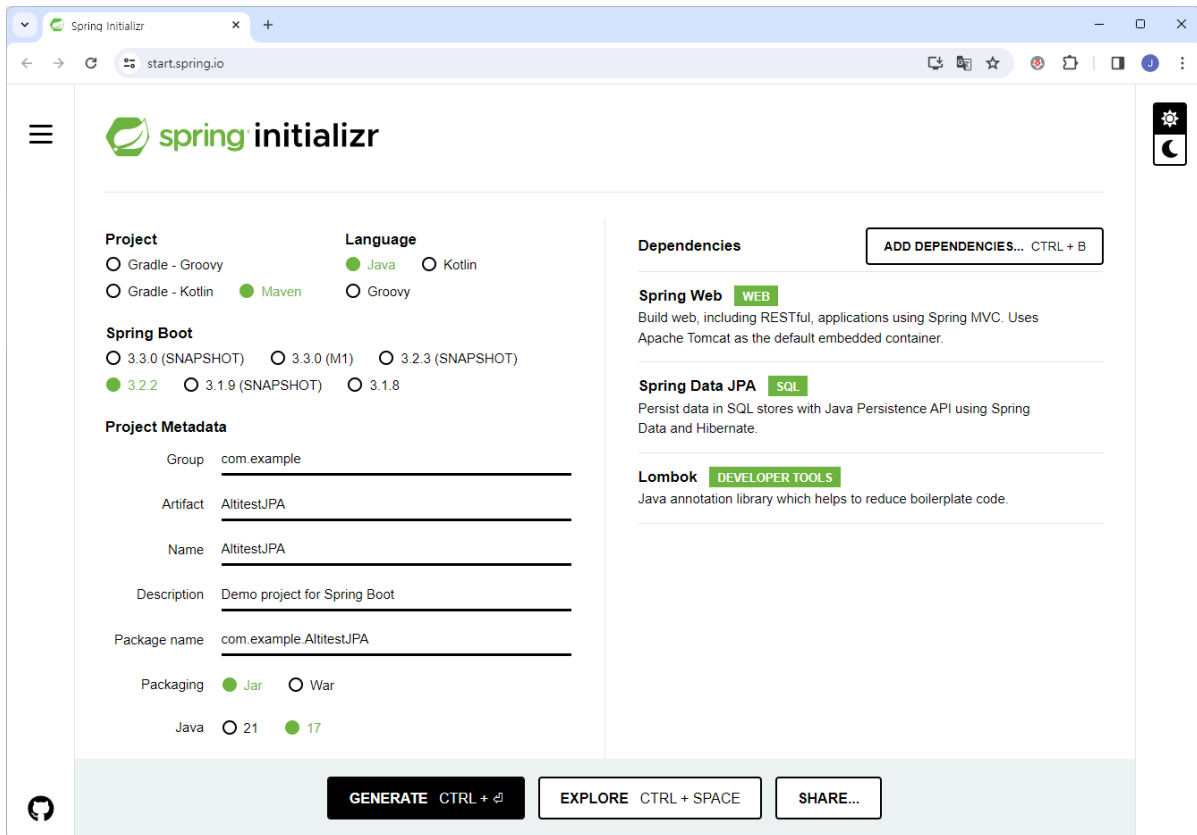 Spring Initializr
start.spring.io
J
spring initializr
Project
Gradle - Groovy
Gradle - Kotlin Maven
Language
Java Kotlin
Groovy
Spring Boot
3.3.0 (SNAPSHOT) 3.3.0 (M1) 3.2.3 (SNAPSHOT)
3.2.2 3.1.9 (SNAPSHOT) 3.1.8
Project Metadata
Group com.example
Artifact AltitestJPA
Name AltitestJPA
Description Demo project for Spring Boot
Package name com.example.AltitestJPA
Packaging Jar War
Java 21 17
Dependencies ADD DEPENDENCIES... CTRL + B
Spring Web WEB
Build web, including RESTful, applications using Spring MVC. Uses
Apache Tomcat as the default embedded container.
Spring Data JPA SQL
Persist data in SQL stores with Java Persistence API using Spring
Data and Hibernate.
Lombok DEVELOPER TOOLS
Java annotation library which helps to reduce boilerplate code.
GENERATE CTRL + ⏎ EXPLORE CTRL + SPACE SHARE...